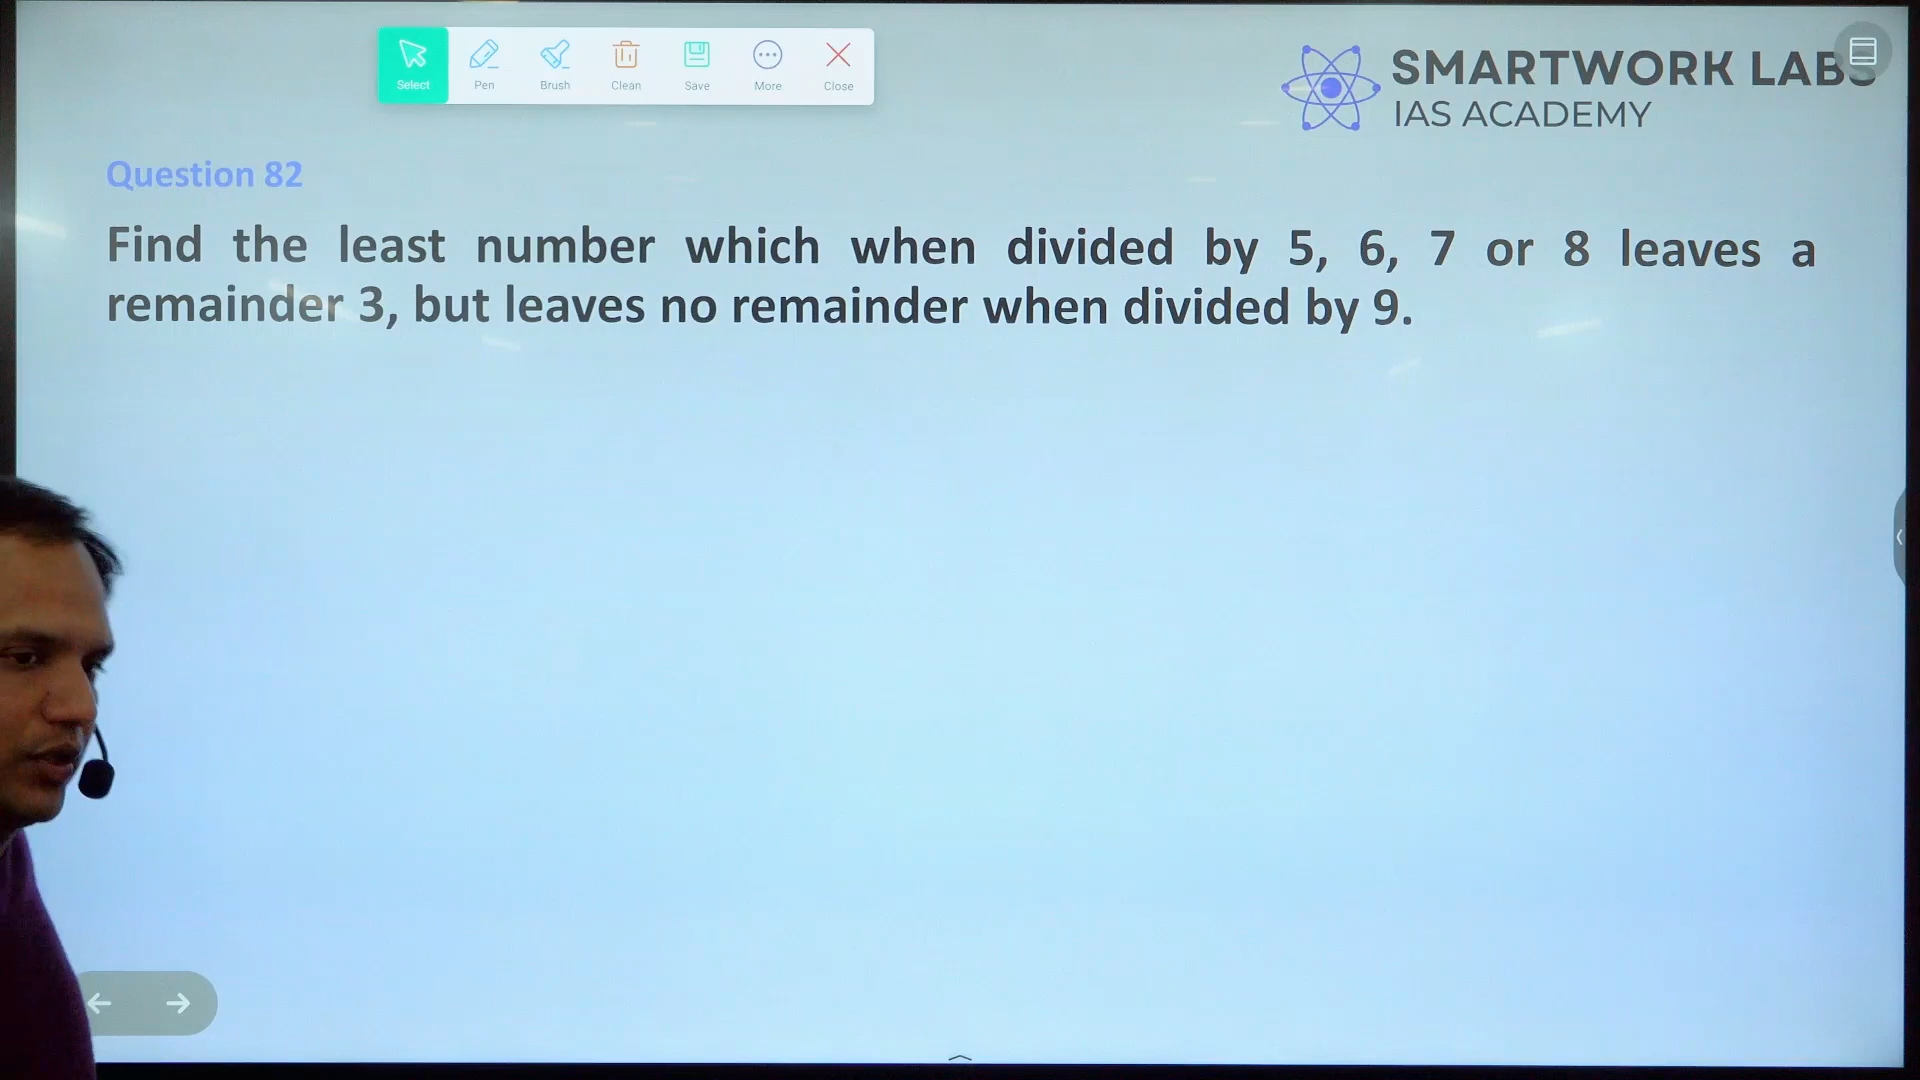 Select Pen Brush Clean Save More Close
SMARTWORK LABS
IAS ACADEMY
Question 82
Find the least number which when divided by 5, 6, 7 or 8 leaves a
remainder 3, but leaves no remainder when divided by 9.